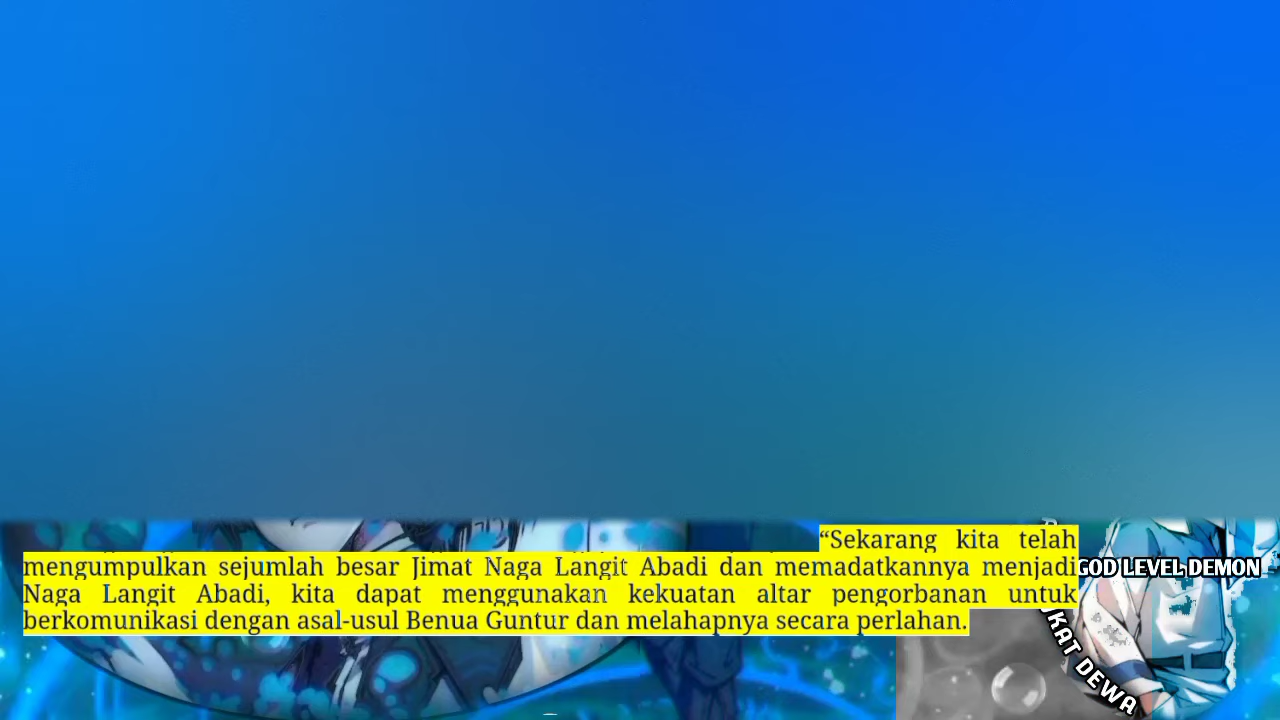 “Sekarang kita telah
mengumpulkan sejumlah besar Jimat Naga Langit Abadi dan memadatkannya menjadi
Naga Langit Abadi, kita dapat menggunakan kekuatan altar pengorbanan untuk
berkomunikasi dengan asal-usul Benua Guntur dan melahapnya secara perlahan.
GOD LEVEL DEMON
DEWA